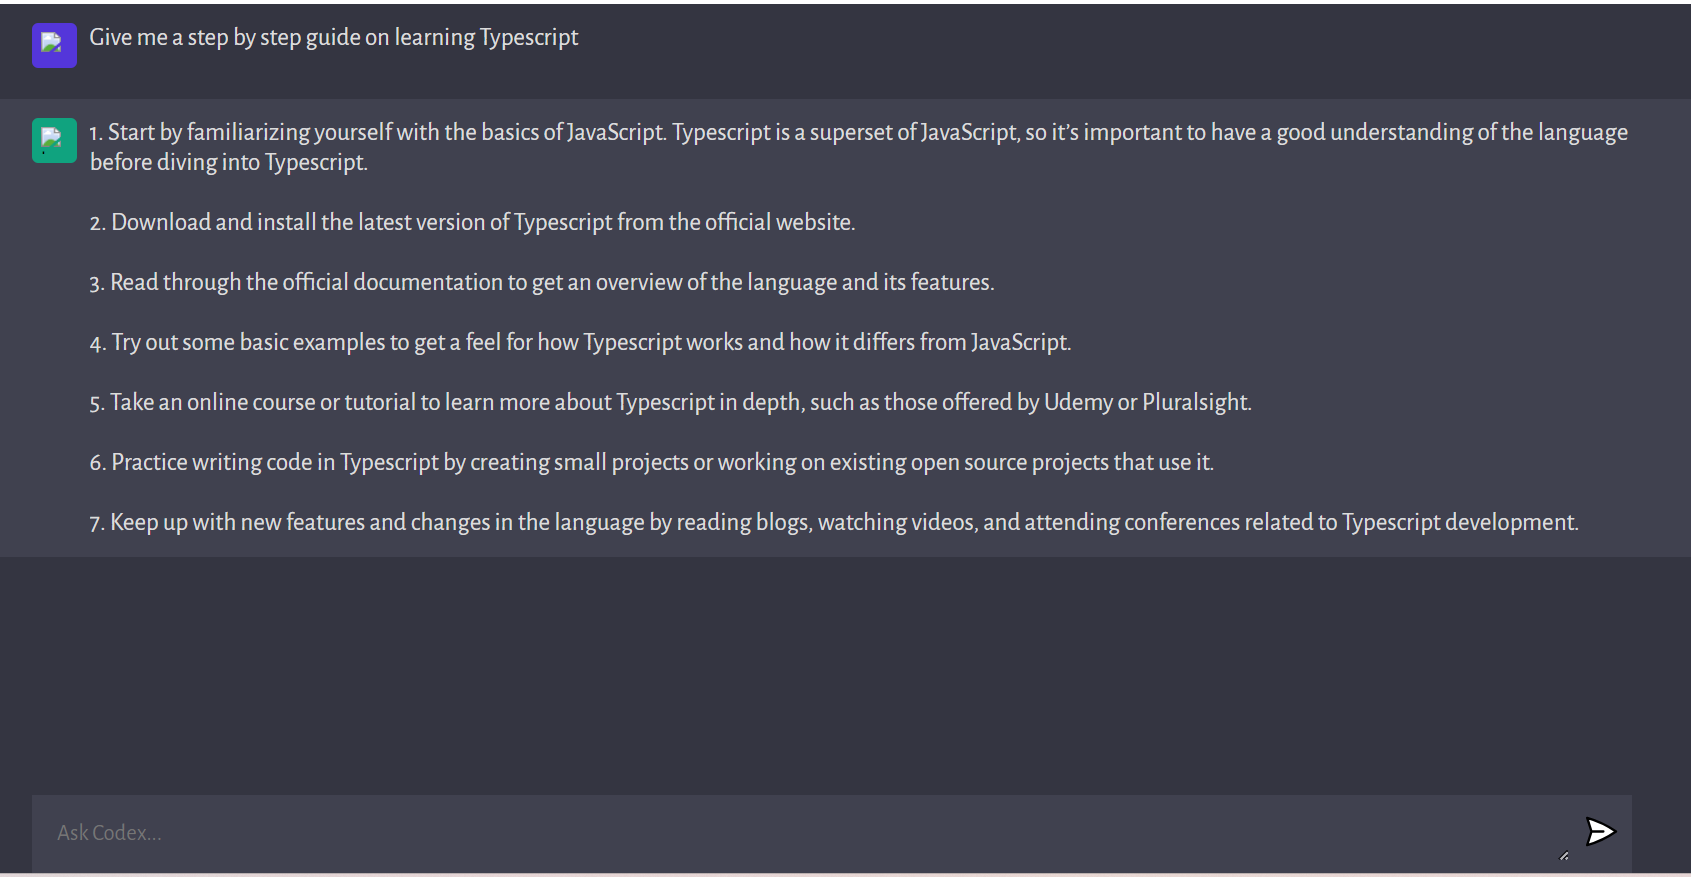 Give me a step by step guide on learning Typescript
1. Start by familiarizing yourself with the basics of JavaScript. Typescript is a superset of JavaScript, so it's important to have a good understanding of the language
before diving into Typescript.
2. Download and install the latest version of Typescript from the official website.
3. Read through the official documentation to get an overview of the language and its features.
4. Try out some basic examples to get a feel for how Typescript works and how it differs from JavaScript.
5. Take an online course or tutorial to learn more about Typescript in depth, such as those offered by Udemy or Pluralsight.
6. Practice writing code in Typescript by creating small projects or working on existing open source projects that use it.
7. Keep up with new features and changes in the language by reading blogs, watching videos, and attending conferences related to Typescript development.
Ask Codex...